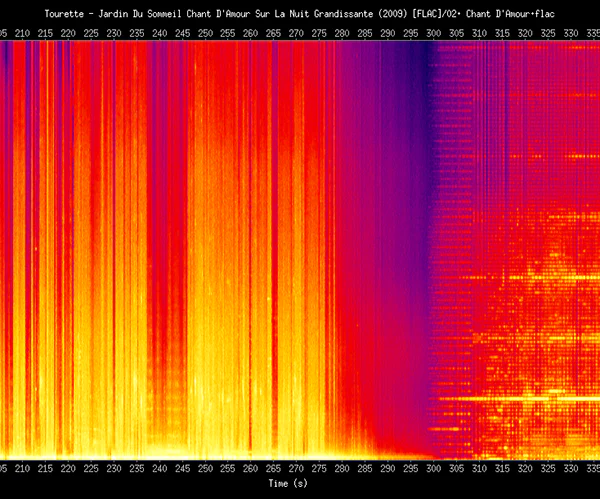 Tourette - Jardin Du Sommeil Chant D'Amour Sur La Nuit Grandissante (2009) [FLAC]/02• Chant D'Amour•flac
05 210 215 220 225 230 235 240 245 250 255 260 265 270 275 280 285 290 295 300 305 310 315 320 325 330 335
05 210 215 220 225 230 235 240 245 250 255 260 265 270 275 280 285 290 295 300 305 310 315 320 325 330 335
Time (s)